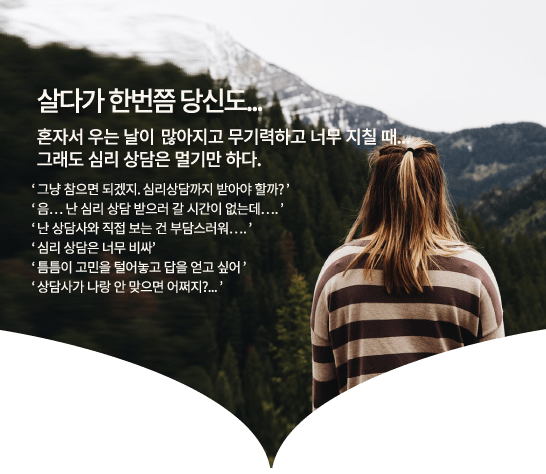 살다가 한번쯤 당신도...
혼자서 우는 날이 많아지고 무기력하고 너무 지칠 때...
그래도 심리 상담은 멀기만 하다.
‘ 그냥 참으면 되겠지. 심리상담까지 받아야 할까? ’
‘ 음... 난 심리 상담 받으러 갈 시간이 없는데.... ’
‘ 난 상담사와 직접 보는 건 부담스러워.... ’
‘ 심리 상담은 너무 비싸’
‘ 틈틈이 고민을 털어놓고 답을 얻고 싶어 ’
‘ 상담사가 나랑 안 맞으면 어쩌지?... ’